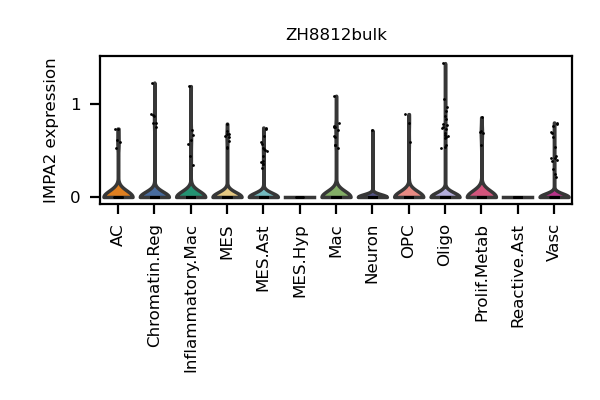 ZH8812bulk
IMPA2 expression
1
0
AC
Chromatin.Reg
Inflammatory.Mac
MES
MES.Ast
MES.Hyp
Mac
Neuron
OPC
Oligo
Prolif.Metab
Reactive.Ast
Vasc